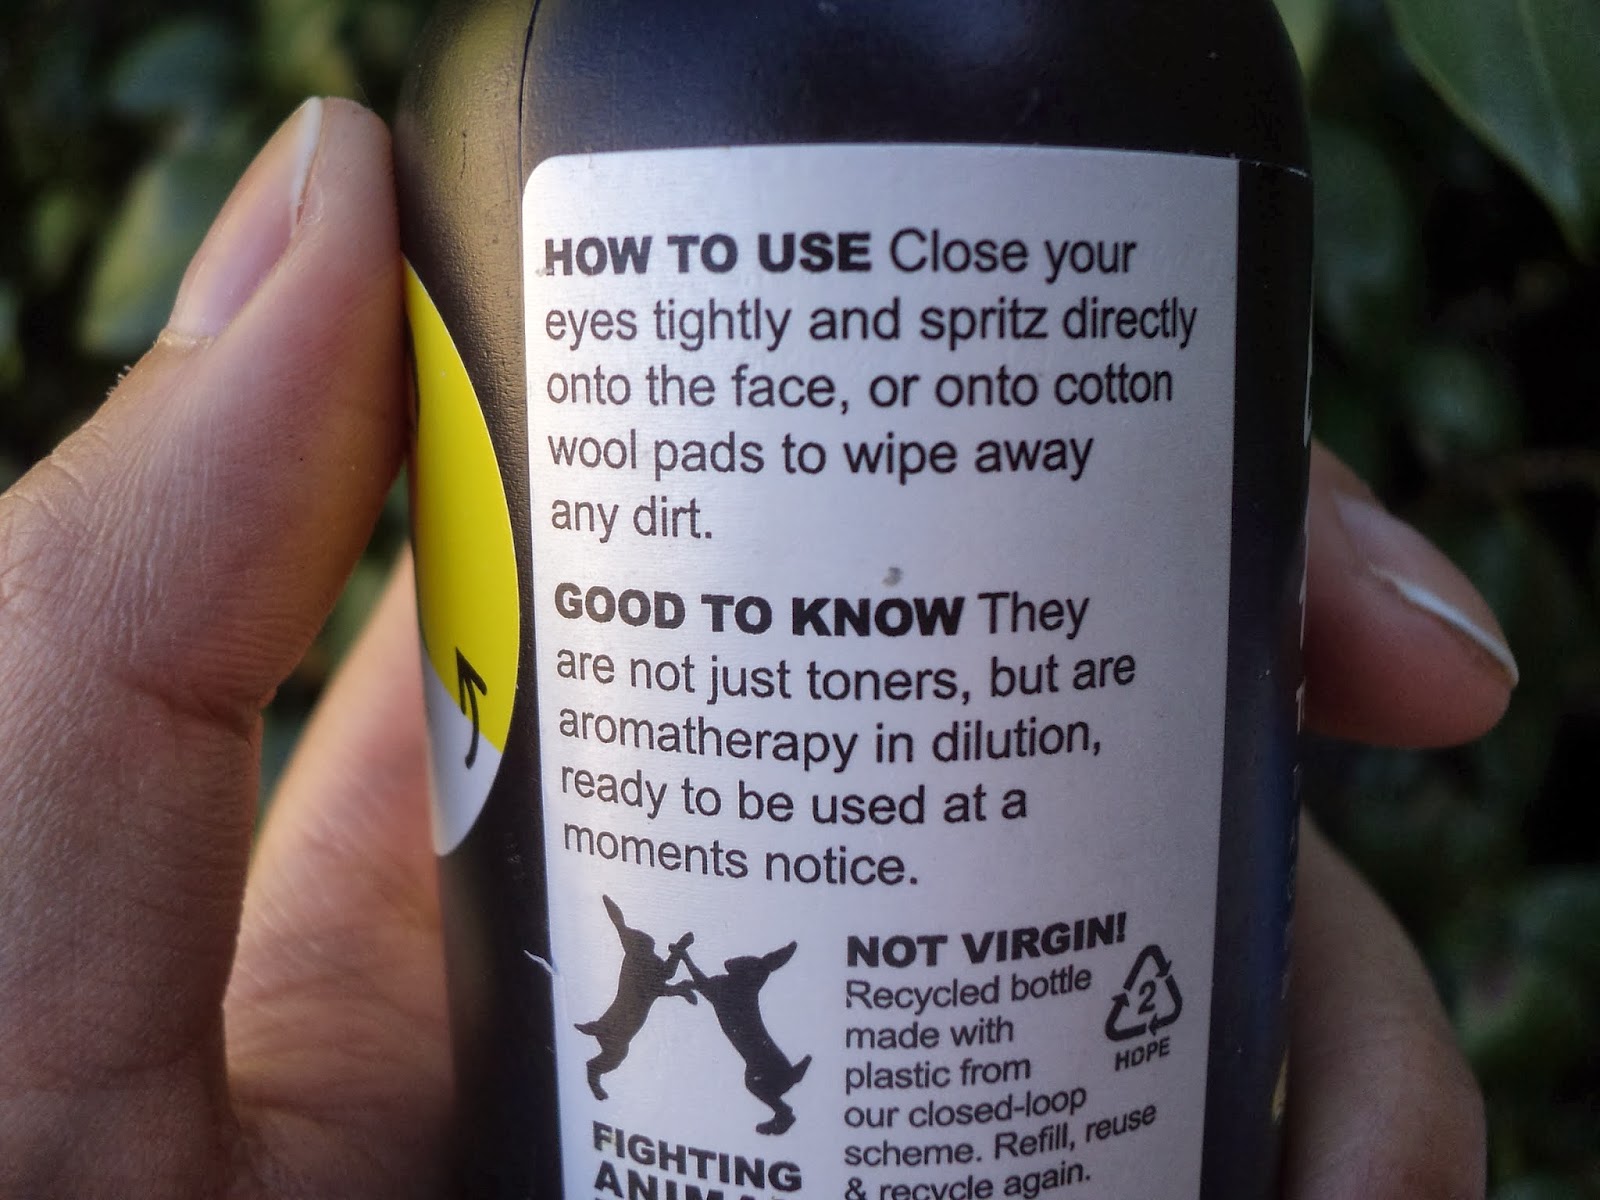 HOW TO USE Close your
eyes tightly and spritz directly
onto the face, or onto cotton
wool pads to wipe away
any dirt.
GOOD TO KNOW They
are not just toners, but are
aromatherapy in dilution,
ready to be used at a
moments notice.
NOT VIRGIN!
Recycled bottle
made with
plastic from
our closed-loop
scheme. Refill, reuse
& recycle again.
2
HDPE
FIGHTING